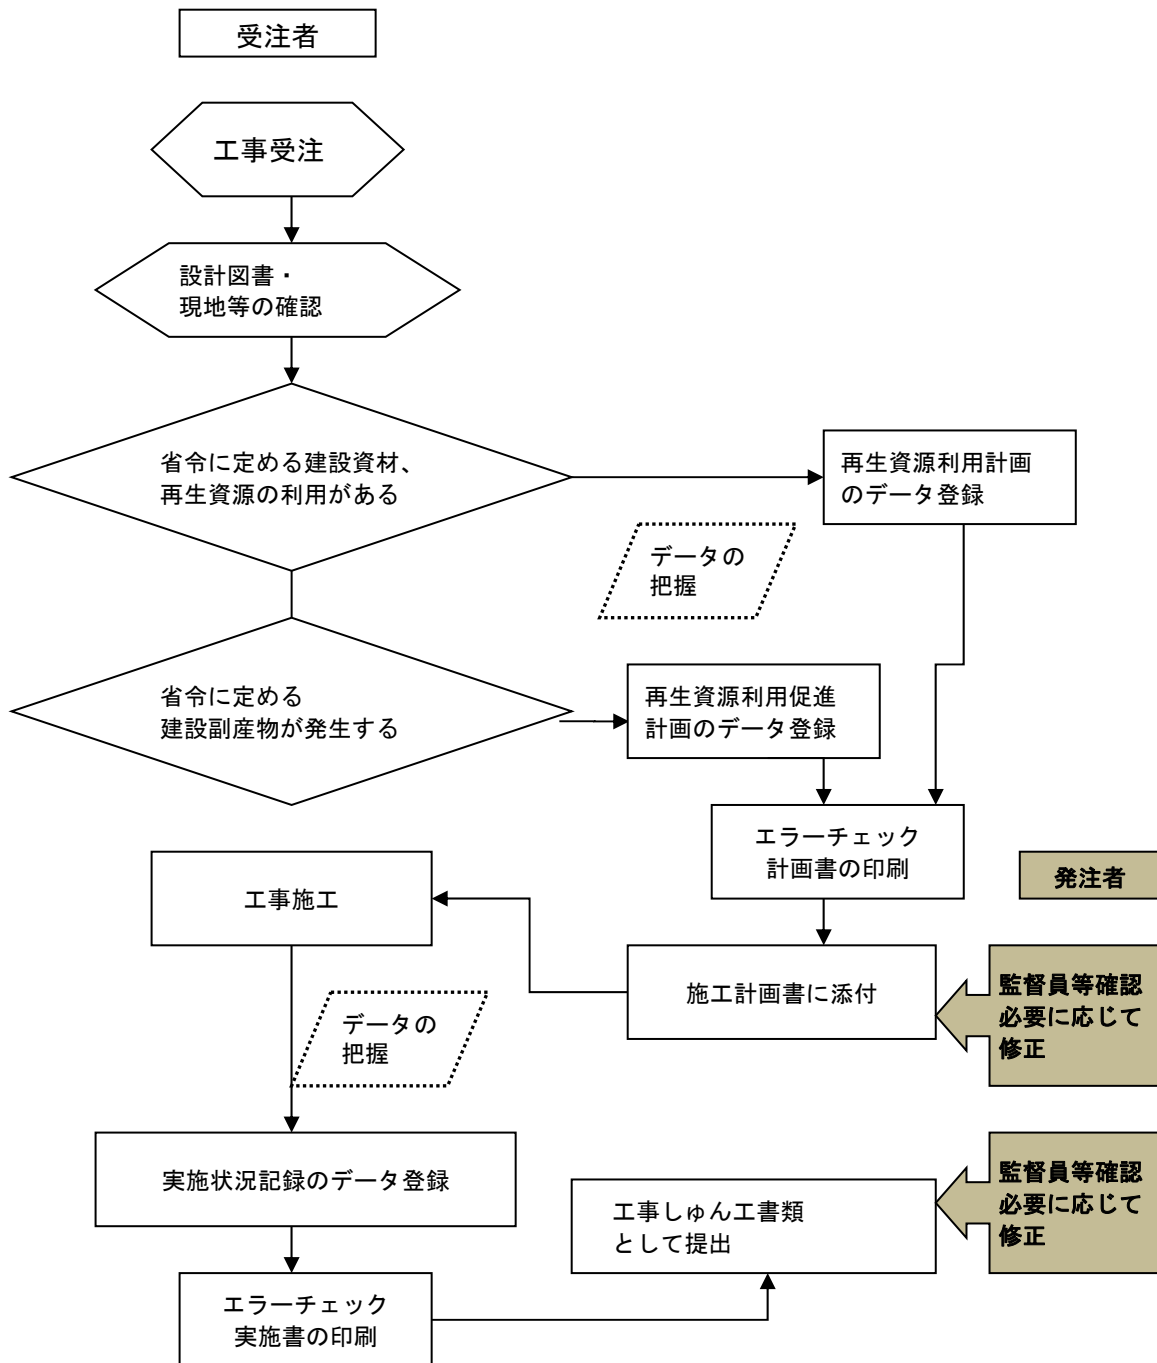 受注者
工事受注
設計図書・
現地等の確認
省令に定める建設資材、
再生資源の利用がある
再生資源利用計画
のデータ登録
データの
把握
省令に定める
建設副産物が発生する
再生資源利用促進
計画のデータ登録
エラーチェック
計画書の印刷
発注者
工事施工
施工計画書に添付
監督員等確認
必要に応じて
修正
データの
把握
実施状況記録のデータ登録
工事しゅん工書類
として提出
監督員等確認
必要に応じて
修正
エラーチェック
実施書の印刷